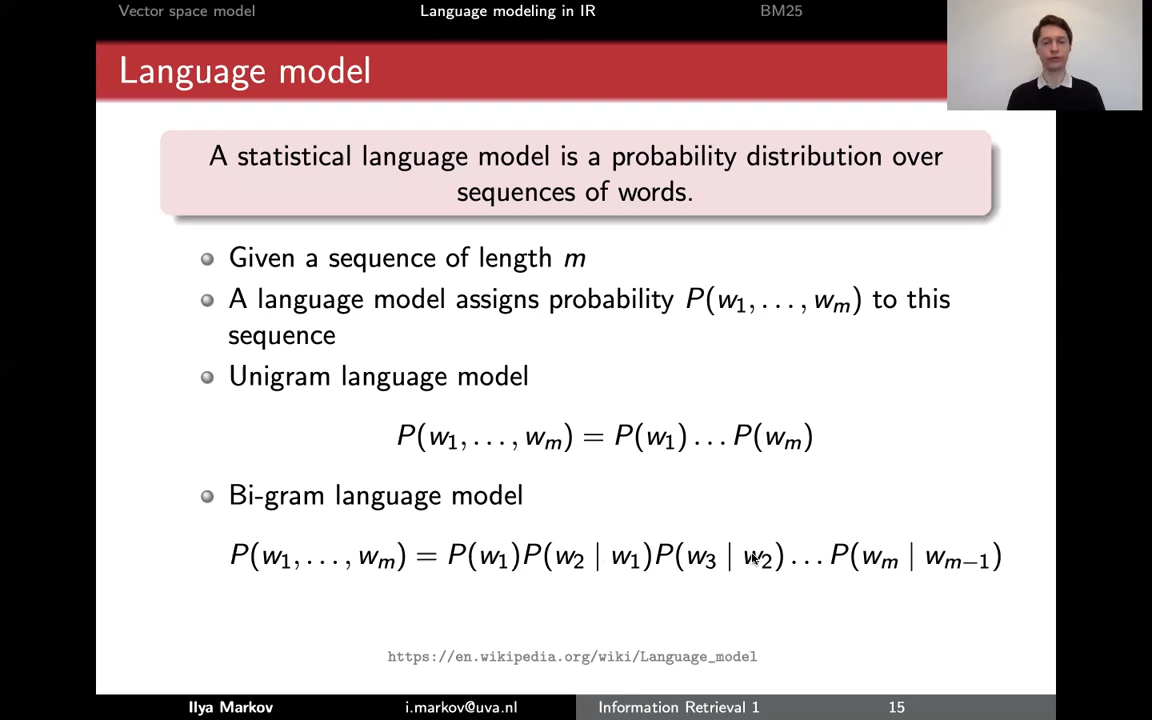 Vector space model Language modeling in IR BM25
Language model
A statistical language model is a probability distribution over
sequences of words.
Given a sequence of length m
A language model assigns probability P(w₁, . . . , wₘ) to this
sequence
Unigram language model
P(w₁, . . . , wₘ) = P(w₁) . . . P(wₘ)
Bi-gram language model
P(w₁, . . . , wₘ) = P(w₁)P(w₂ | w₁)P(w₃ | w₂) . . . P(wₘ | wₘ₋₁)
https://en.wikipedia.org/wiki/Language_model
Ilya Markov i.markov@uva.nl Information Retrieval 1 15